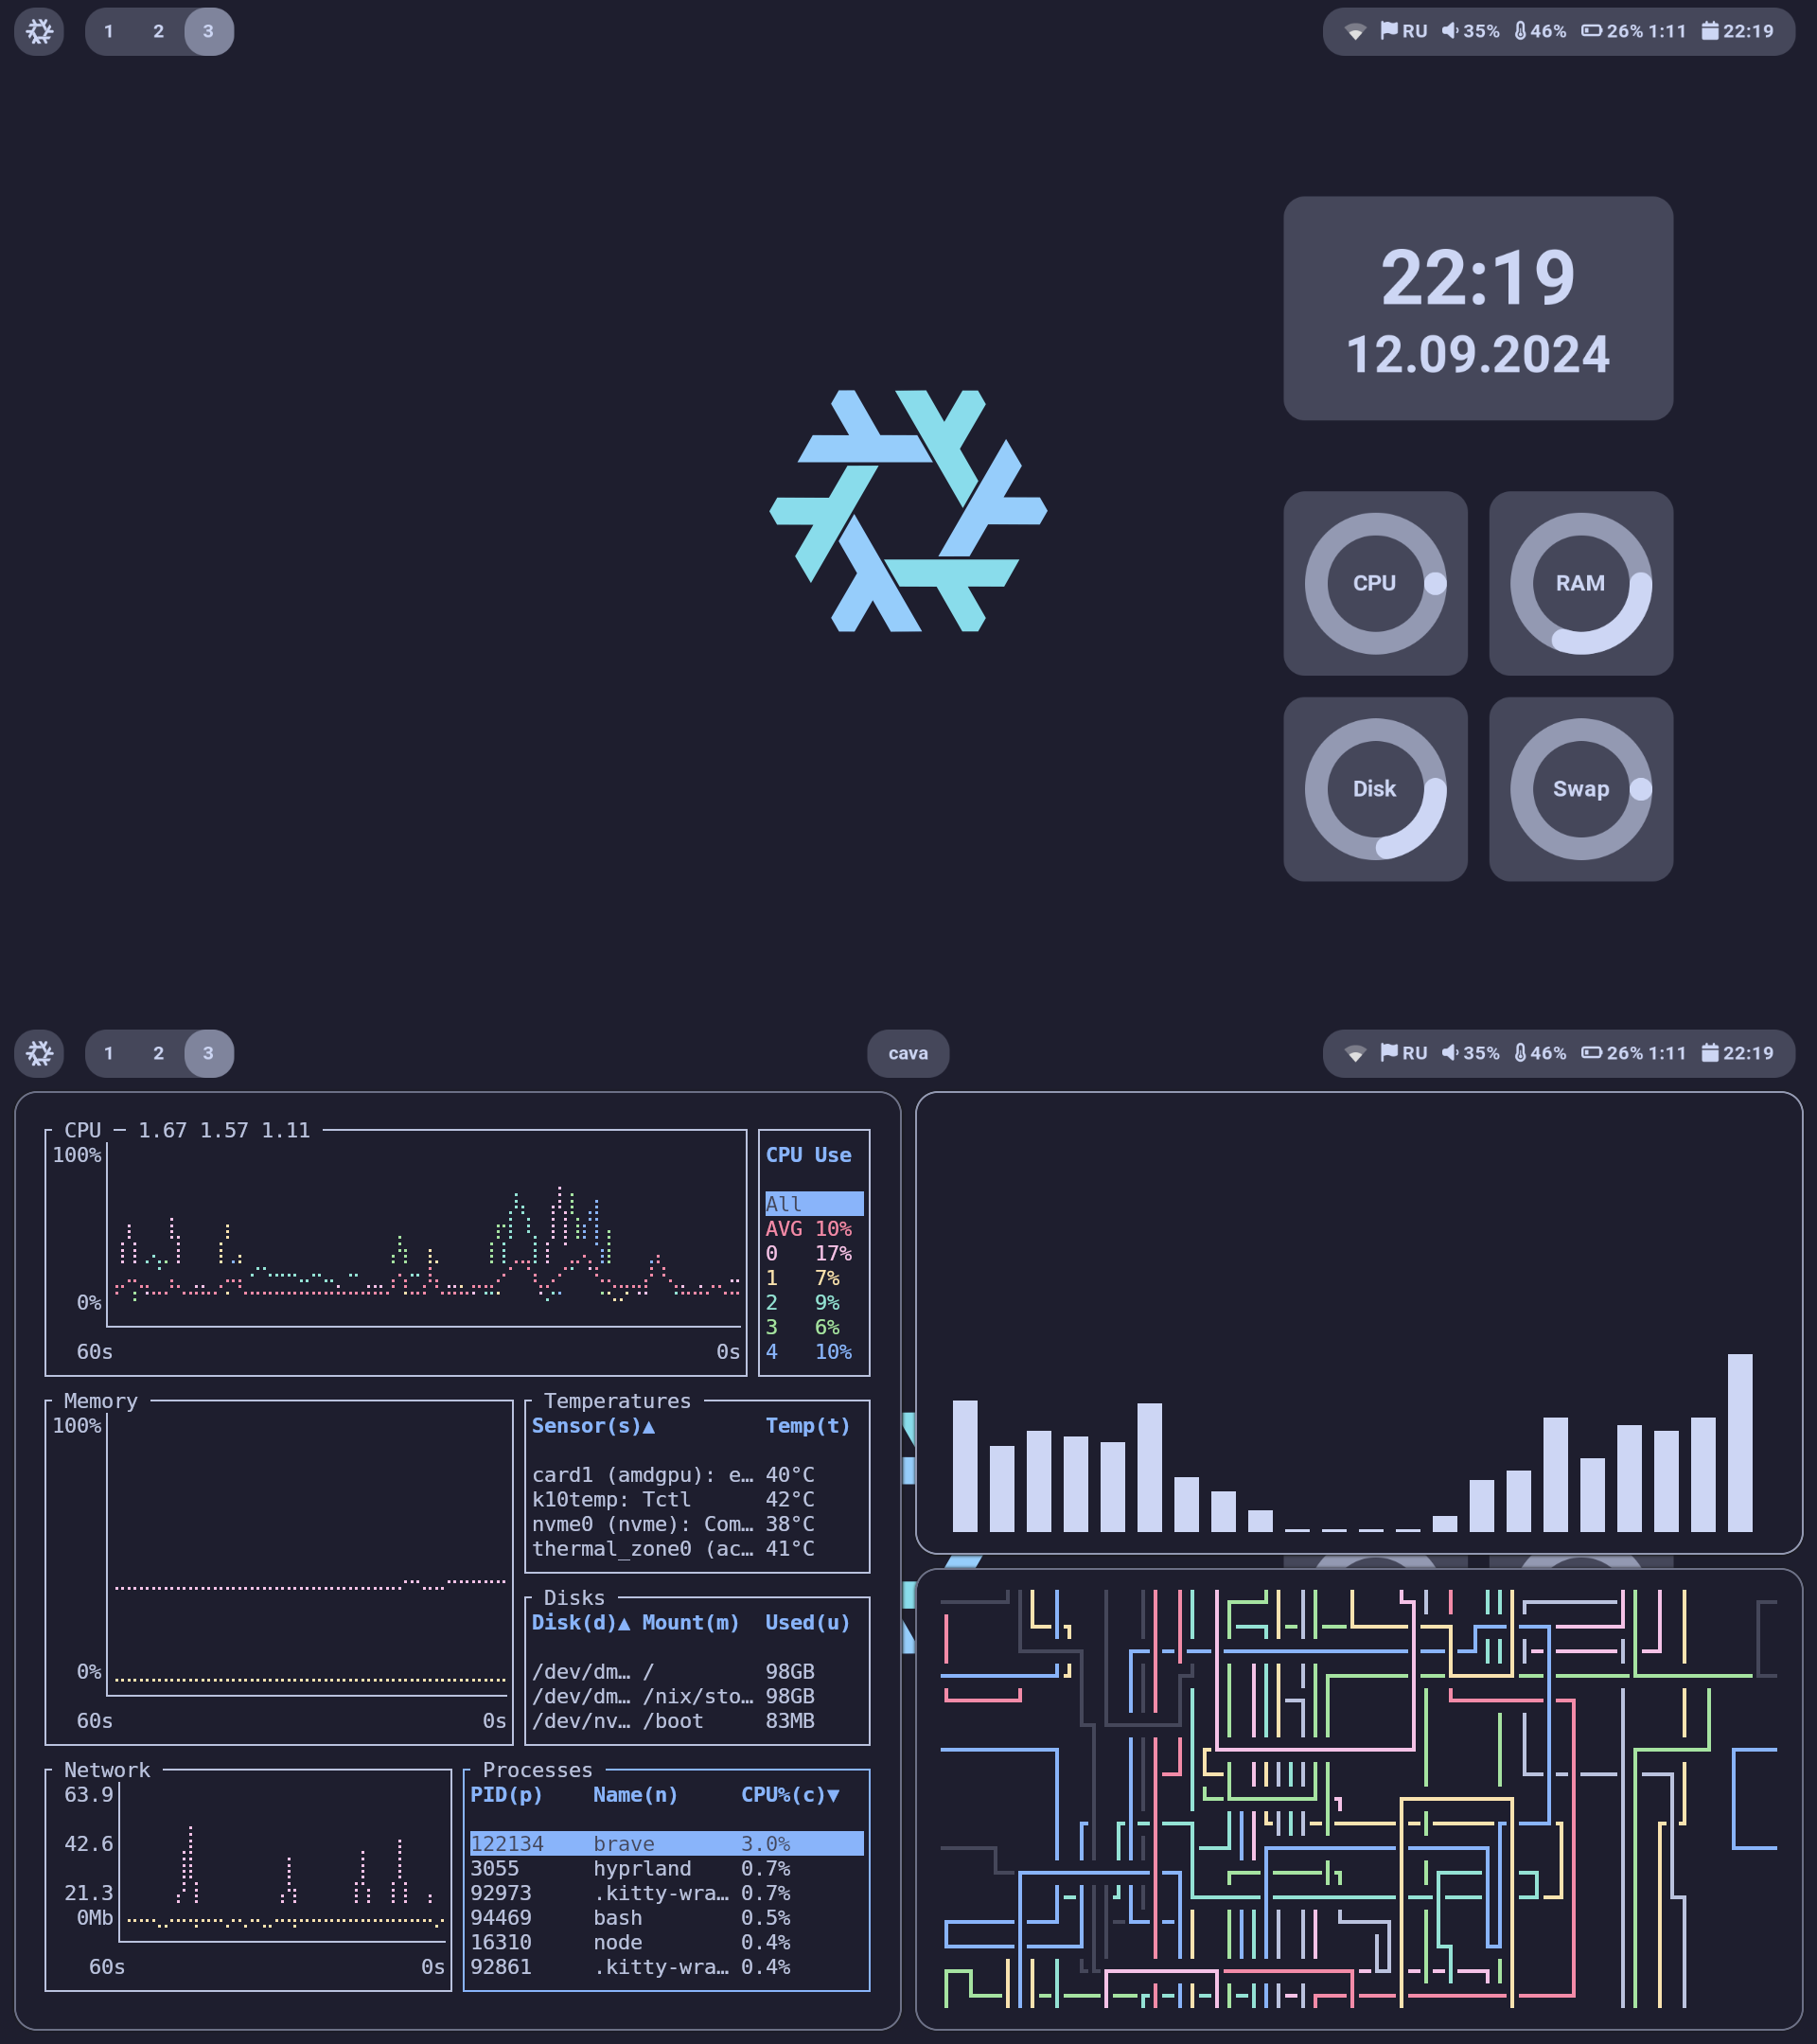 1 2 3
RU 35% 46% 26% 1:11 22:19
22:19
12.09.2024
CPU RAM
Disk Swap
1 2 3
cava
RU 35% 46% 26% 1:11 22:19
CPU — 1.67 1.57 1.11
100%
0%
60s 0s
CPU Use
All
AVG 10%
0 17%
1 7%
2 9%
3 6%
4 10%
Memory
100%
0%
60s 0s
Temperatures
Sensor(s)▲ Temp(t)
card1 (amdgpu): e… 40°C
k10temp: Tctl 42°C
nvme0 (nvme): Com… 38°C
thermal_zone0 (ac… 41°C
Disks
Disk(d)▲ Mount(m) Used(u)
/dev/dm… / 98GB
/dev/dm… /nix/sto… 98GB
/dev/nv… /boot 83MB
Network
63.9
42.6
21.3
0Mb
60s 0s
Processes
PID(p) Name(n) CPU%(c)▼
122134 brave 3.0%
3055 hyprland 0.7%
92973 .kitty-wra… 0.7%
94469 bash 0.5%
16310 node 0.4%
92861 .kitty-wra… 0.4%